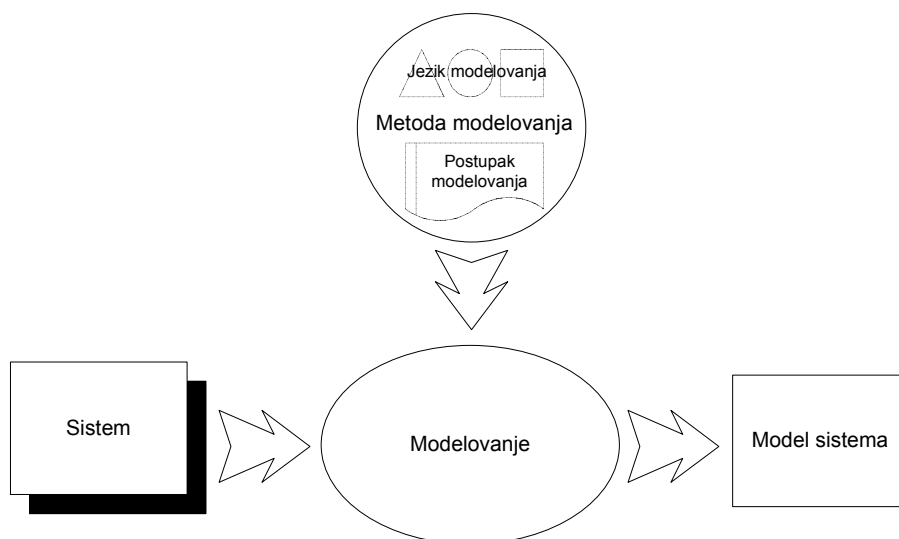 Jezik modelovanja
Metoda modelovanja
Postupak
modelovanja
Sistem
Modelovanje
Model sistema